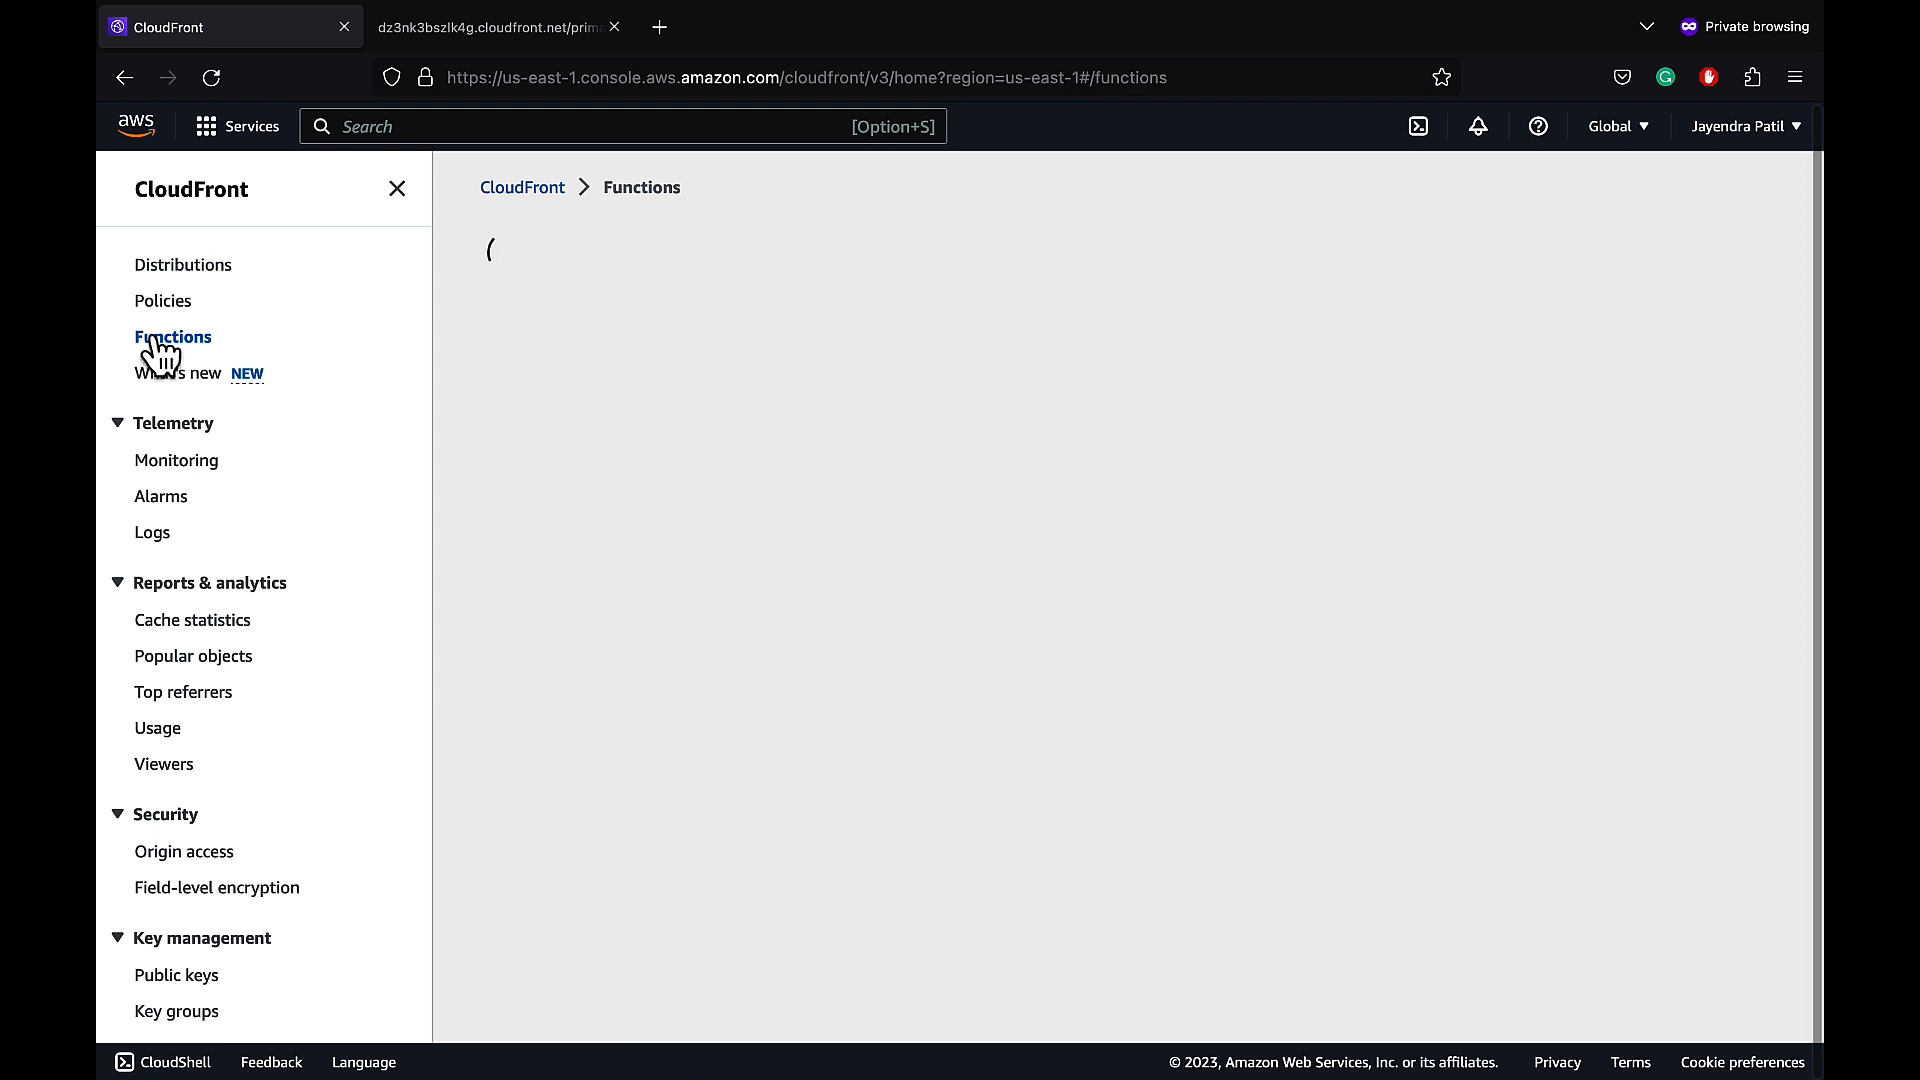 CloudFront
dz3nk3bszlk4g.cloudfront.net/prima
Private browsing
https://us-east-1.console.aws.amazon.com/cloudfront/v3/home?region=us-east-1#/functions
aws
Services
Search
[Option+S]
Global
Jayendra Patil
CloudFront
CloudFront
Functions
Distributions
Policies
Functions
new NEW
Telemetry
Monitoring
Alarms
Logs
Reports & analytics
Cache statistics
Popular objects
Top referrers
Usage
Viewers
Security
Origin access
Field-level encryption
Key management
Public keys
Key groups
CloudShell
Feedback
Language
© 2023, Amazon Web Services, Inc. or its affiliates.
Privacy
Terms
Cookie preferences